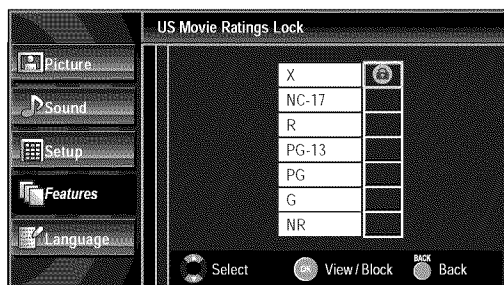 US Movie Ratings Lock
Picture
Sound
Setup
Features
Language
X
NC-17
R
PG-13
PG
G
NR
Select
OK
View / Block
BACK
Back